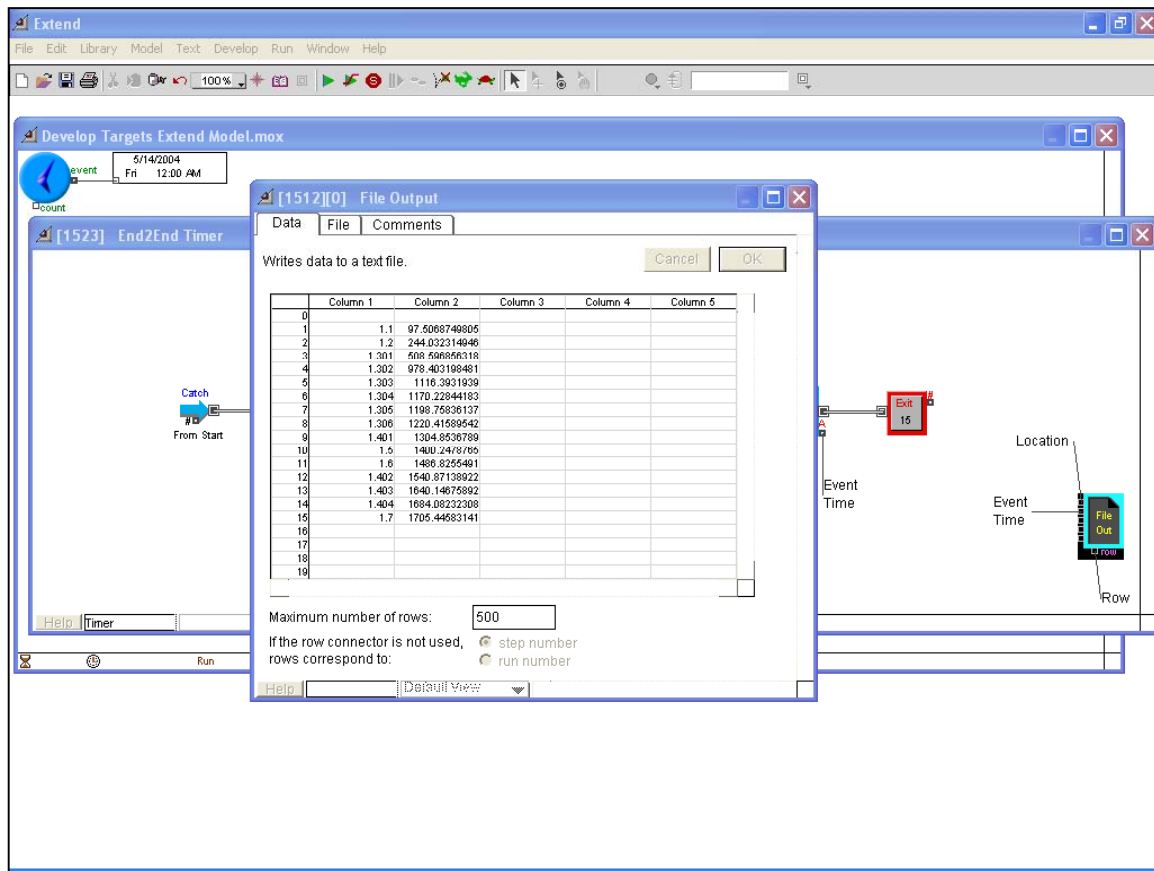 Extend
File Edit Library Model Text Develop Run Window Help
100%
Develop Targets Extend Model.mox
event
5/14/2004
Fri 12:00 AM
count
[1523] End2End Timer
[1512][0] File Output
Data File Comments
Writes data to a text file.
Cancel OK
Column 1 Column 2 Column 3 Column 4 Column 5
0
1 1.1 97.5068749805
2 1.2 244.032314946
3 1.301 508.596856318
4 1.302 978.403198481
5 1.303 1116.3931939
6 1.304 1170.22844183
7 1.305 1198.75836137
8 1.306 1220.41589542
9 1.401 1304.8536789
10 1.5 1400.2478765
11 1.6 1486.8255491
12 1.402 1540.87138922
13 1.403 1640.14675892
14 1.404 1684.08232308
15 1.7 1705.44583141
16
17
18
19
Maximum number of rows: 500
If the row connector is not used,
rows correspond to:
step number
run number
Help Default View
Catch
#
From Start
Exit
15
#
A
Event
Time
Location
Event
Time
File
Out
row
Row
Help Timer
Run